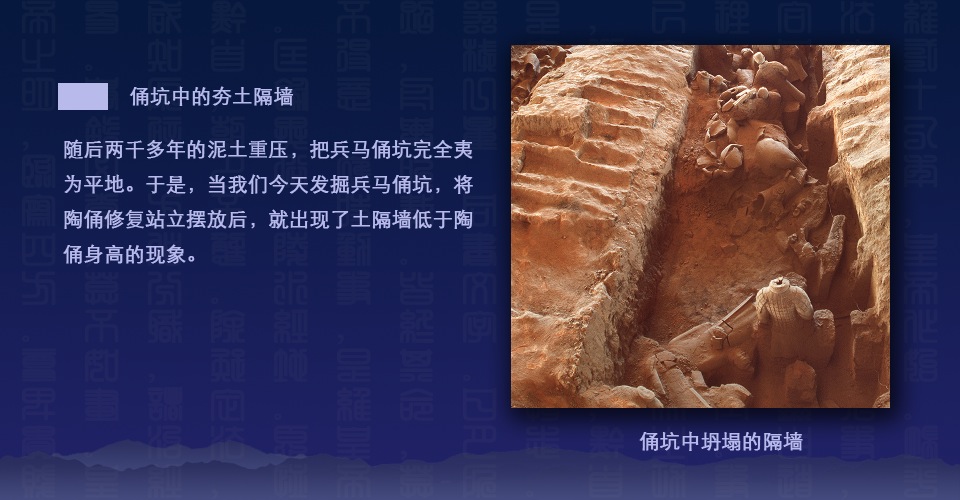 俑坑中的夯土隔墙
随后两千多年的泥土重压，把兵马俑坑完全夷
为平地。于是，当我们今天发掘兵马俑坑，将
陶俑修复站立摆放后，就出现了土隔墙低于陶
俑身高的现象。
俑坑中坍塌的隔墙